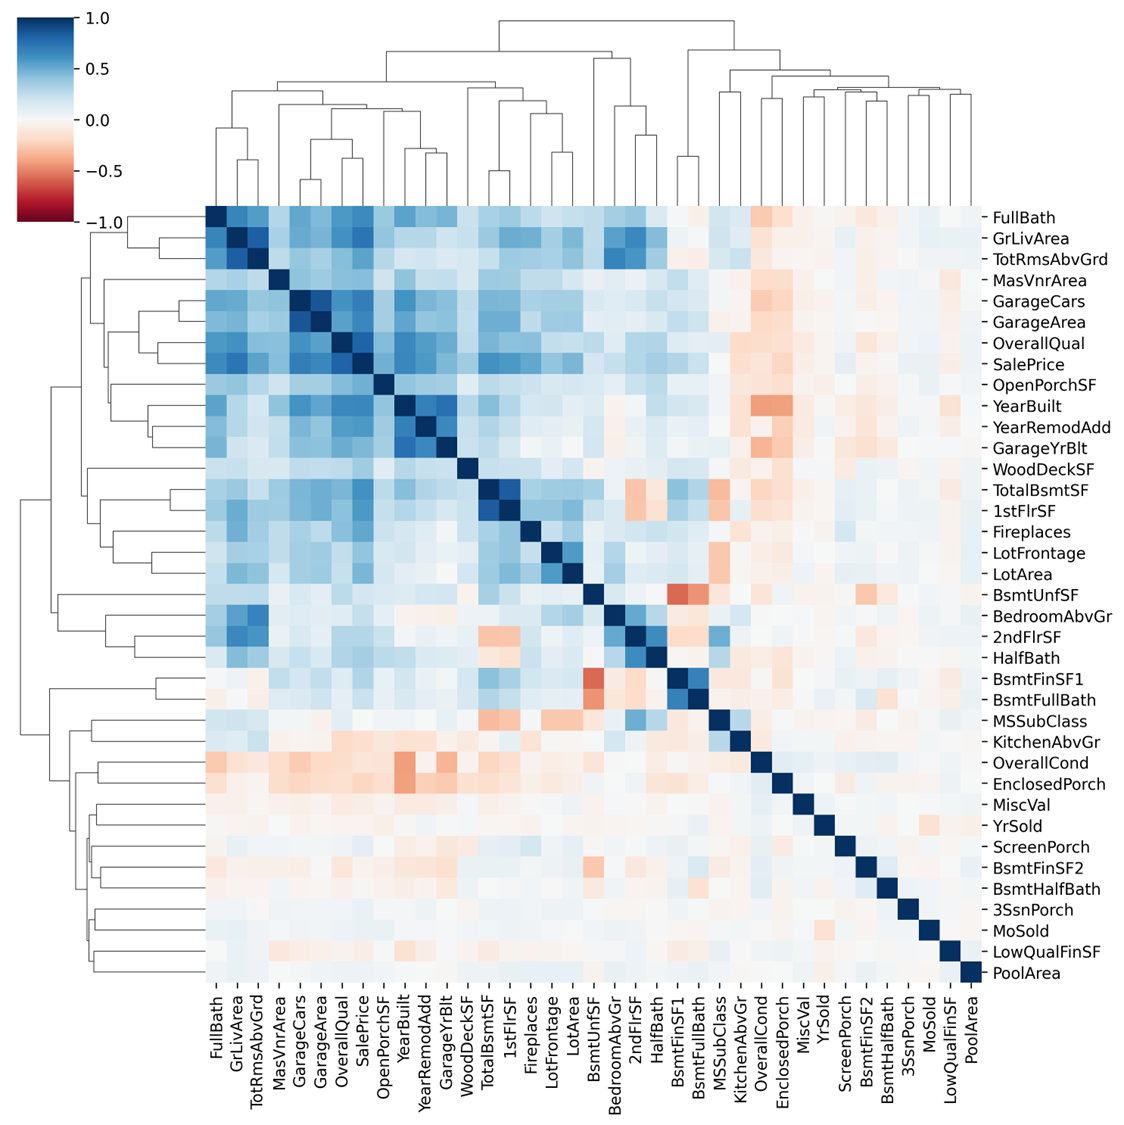 1.0
0.5
0.0
−0.5
−1.0
FullBath
GrLivArea
TotRmsAbvGrd
MasVnrArea
GarageCars
GarageArea
OverallQual
SalePrice
OpenPorchSF
YearBuilt
YearRemodAdd
GarageYrBlt
WoodDeckSF
TotalBsmtSF
1stFlrSF
Fireplaces
LotFrontage
LotArea
BsmtUnfSF
BedroomAbvGr
2ndFlrSF
HalfBath
BsmtFinSF1
BsmtFullBath
MSSubClass
KitchenAbvGr
OverallCond
EnclosedPorch
MiscVal
YrSold
ScreenPorch
BsmtFinSF2
BsmtHalfBath
3SsnPorch
MoSold
LowQualFinSF
PoolArea
FullBath
GrLivArea
TotRmsAbvGrd
MasVnrArea
GarageCars
GarageArea
OverallQual
SalePrice
OpenPorchSF
YearBuilt
YearRemodAdd
GarageYrBlt
WoodDeckSF
TotalBsmtSF
1stFlrSF
Fireplaces
LotFrontage
LotArea
BsmtUnfSF
BedroomAbvGr
2ndFlrSF
HalfBath
BsmtFinSF1
BsmtFullBath
MSSubClass
KitchenAbvGr
OverallCond
EnclosedPorch
MiscVal
YrSold
ScreenPorch
BsmtFinSF2
BsmtHalfBath
3SsnPorch
MoSold
LowQualFinSF
PoolArea